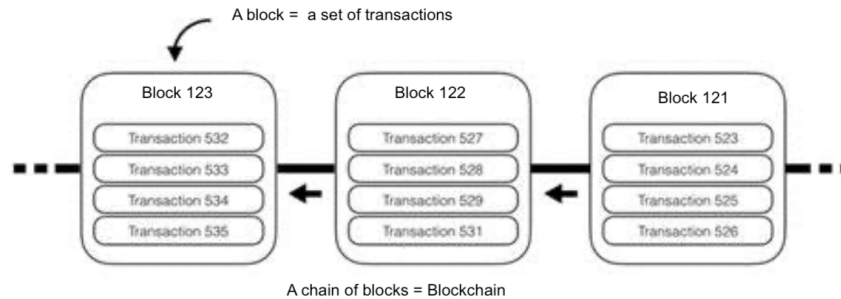 A block =  a set of transactions
Block 123
Transaction 532
Transaction 533
Transaction 534
Transaction 535
Block 122
Transaction 527
Transaction 528
Transaction 529
Transaction 531
Block 121
Transaction 523
Transaction 524
Transaction 525
Transaction 526
A chain of blocks = Blockchain